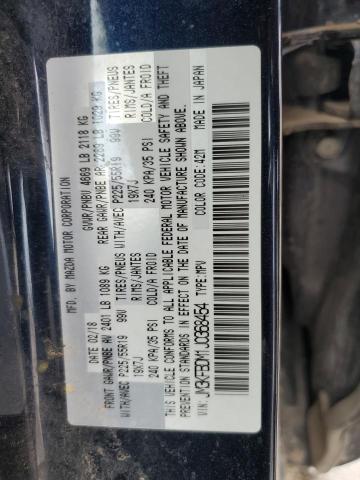 MFD. BY MAZDA MOTOR CORPORATION
DATE 02/18 GVWR/PNBV 4669 LB 2118 KG
FRONT GAWR/PNBE AV 2401 LB 1089 KG REAR GAWR/PNBE AR 2269 LB 1029 KG
WITH/AVEC P225/55R19 99V TIRES/PNEUS WITH/AVEC P225/55R19 99V TIRES/PNEUS
19X7J RIMS/JANTES 19X7J RIMS/JANTES
240 KPA/35 PSI COLD/A FROID 240 KPA/35 PSI COLD/A FROID
THIS VEHICLE CONFORMS TO ALL APPLICABLE FEDERAL MOTOR VEHICLE SAFETY AND THEFT
PREVENTION STANDARDS IN EFFECT ON THE DATE OF MANUFACTURE SHOWN ABOVE.
VIN: JM3KFBDM1J0368454 COLOR CODE:42M MADE IN JAPAN
TYPE:MPV